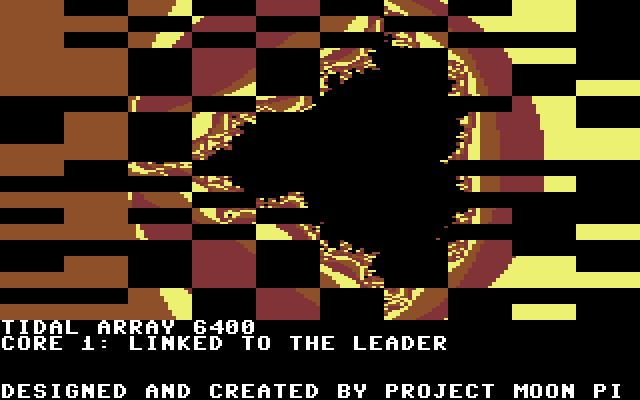 TIDAL ARRAY 6400
CORE 1: LINKED TO THE LEADER
DESIGNED AND CREATED BY PROJECT MOON PI